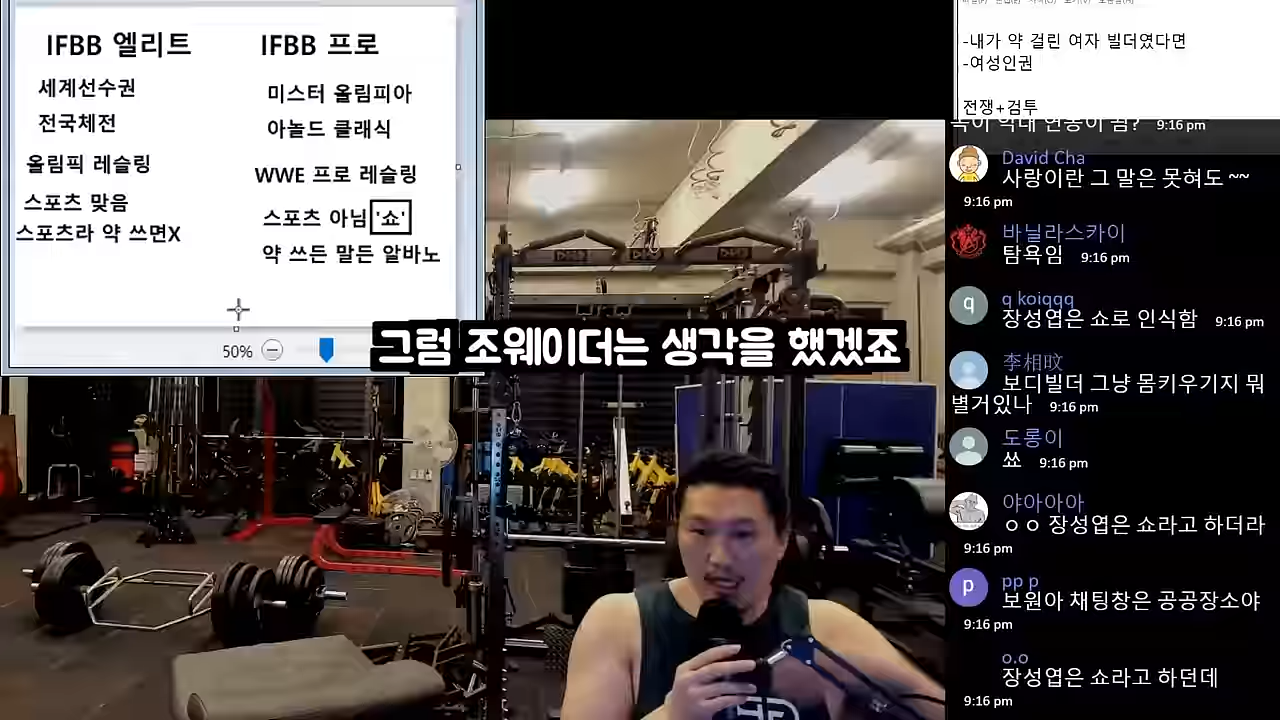 IFBB 엘리트
세계선수권
전국체전
올림픽 레슬링
스포츠 맞음
스포츠라 약 쓰면X
IFBB 프로
미스터 올림피아
아놀드 클래식
WWE 프로 레슬링
스포츠 아님 '쇼'
약 쓰든 말든 알바노
50%
그럼 조웨이더는 생각을 했겠죠
-내가 약 걸린 여자 빌더였다면
-여성인권
전쟁+검투
9:16 pm
David Cha
사랑이란 그 말은 못혀도 ~~
9:16 pm
바닐라스카이
탐욕임 9:16 pm
q koiqqq
장성엽은 쇼로 인식함 9:16 pm
李相旼
보디빌더 그냥 몸키우기지 뭐
별거있나 9:16 pm
도롱이
쑈 9:16 pm
야아아아
ㅇㅇ 장성엽은 쇼라고 하더라
9:16 pm
pp p
보원아 채팅창은 공공장소야
9:16 pm
o.o
장성엽은 쇼라고 하던데
9:16 pm